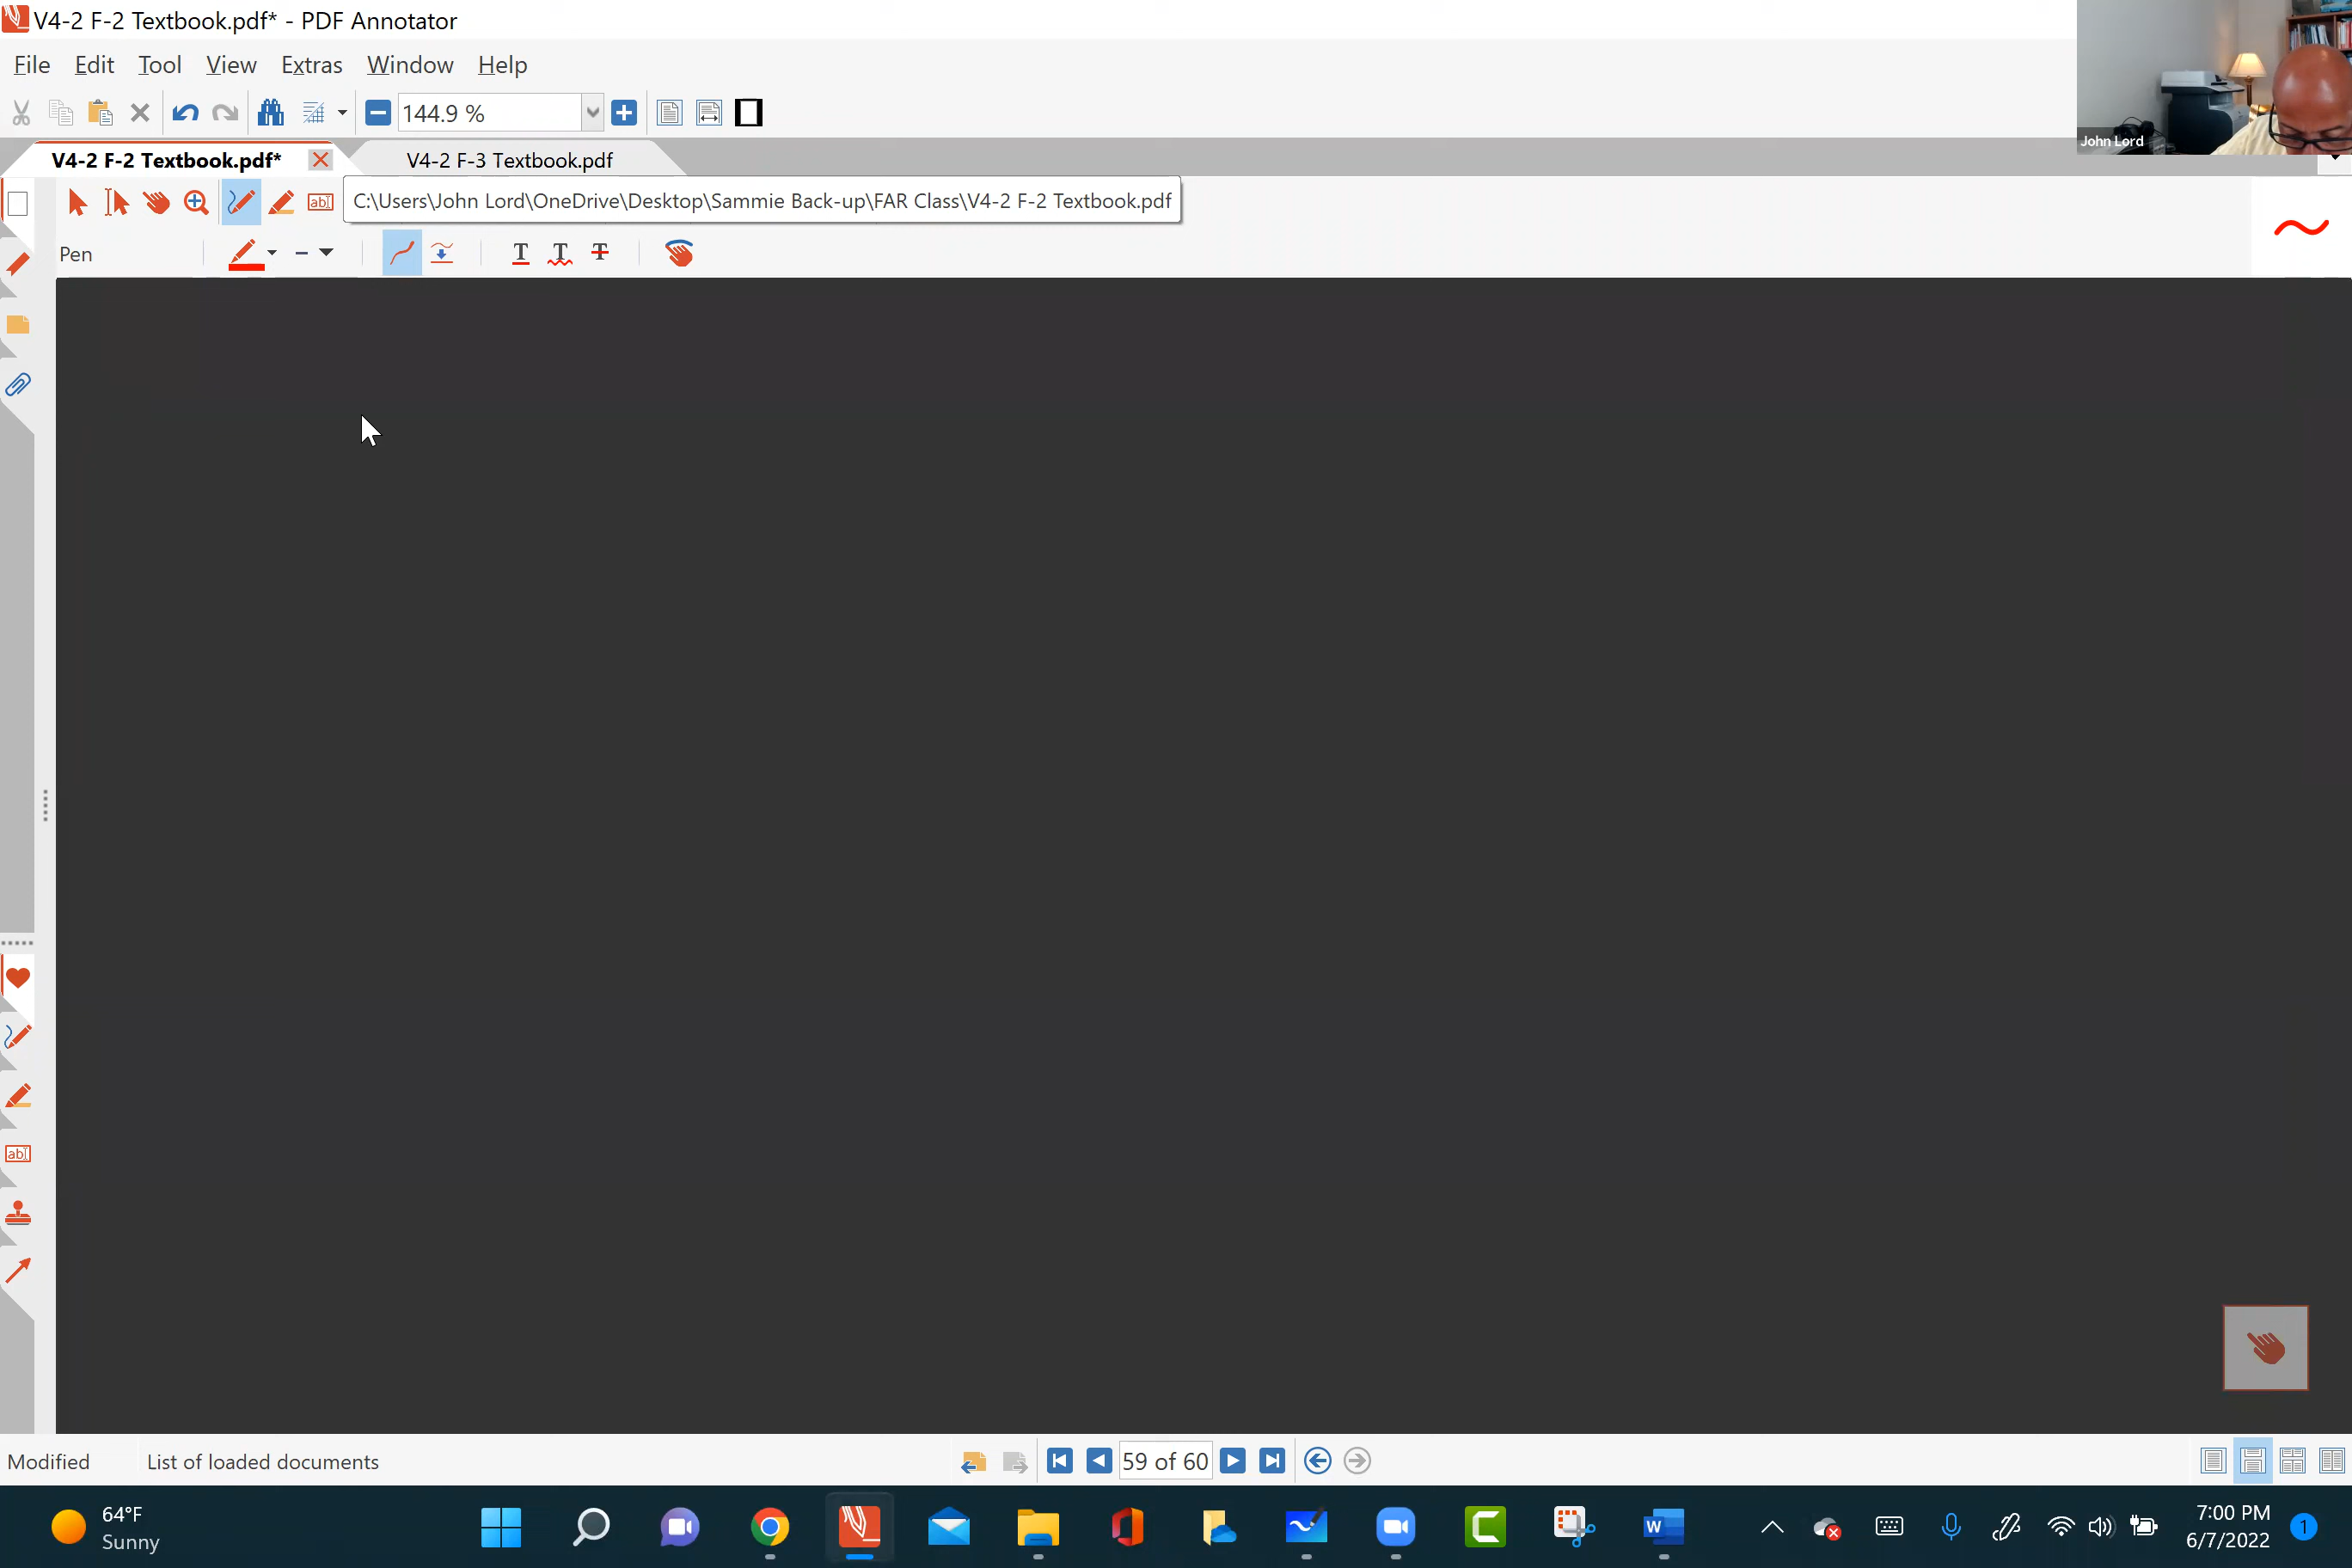 V4-2 F-2 Textbook.pdf* - PDF Annotator
File Edit Tool View Extras Window Help
144.9 %
John Lord
V4-2 F-2 Textbook.pdf* V4-2 F-3 Textbook.pdf
C:\Users\John Lord\OneDrive\Desktop\Sammie Back-up\FAR Class\V4-2 F-2 Textbook.pdf
Pen
Modified List of loaded documents 59 of 60
64°F
Sunny
7:00 PM
6/7/2022
1